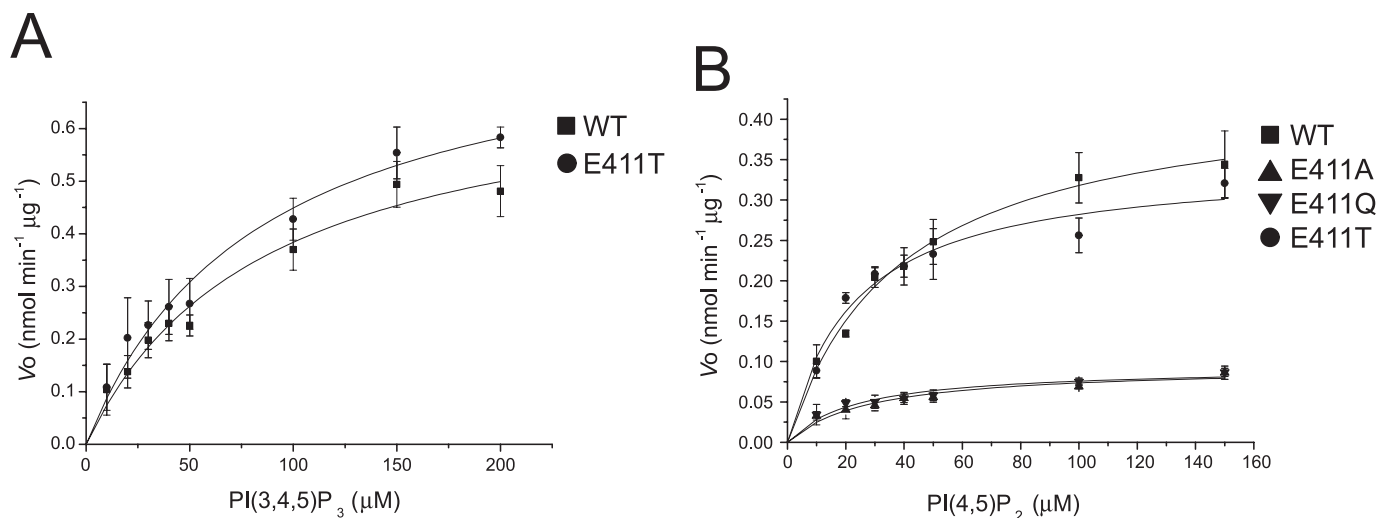 A
B
WT
E411T
WT
E411A
E411Q
E411T
Vo (nmol min⁻¹ µg⁻¹)
0.6
0.5
0.4
0.3
0.2
0.1
0.0
0 50 100 150 200
PI(3,4,5)P₃ (µM)
Vo (nmol min⁻¹ µg⁻¹)
0.40
0.35
0.30
0.25
0.20
0.15
0.10
0.05
0.00
0 20 40 60 80 100 120 140 160
PI(4,5)P₂ (µM)